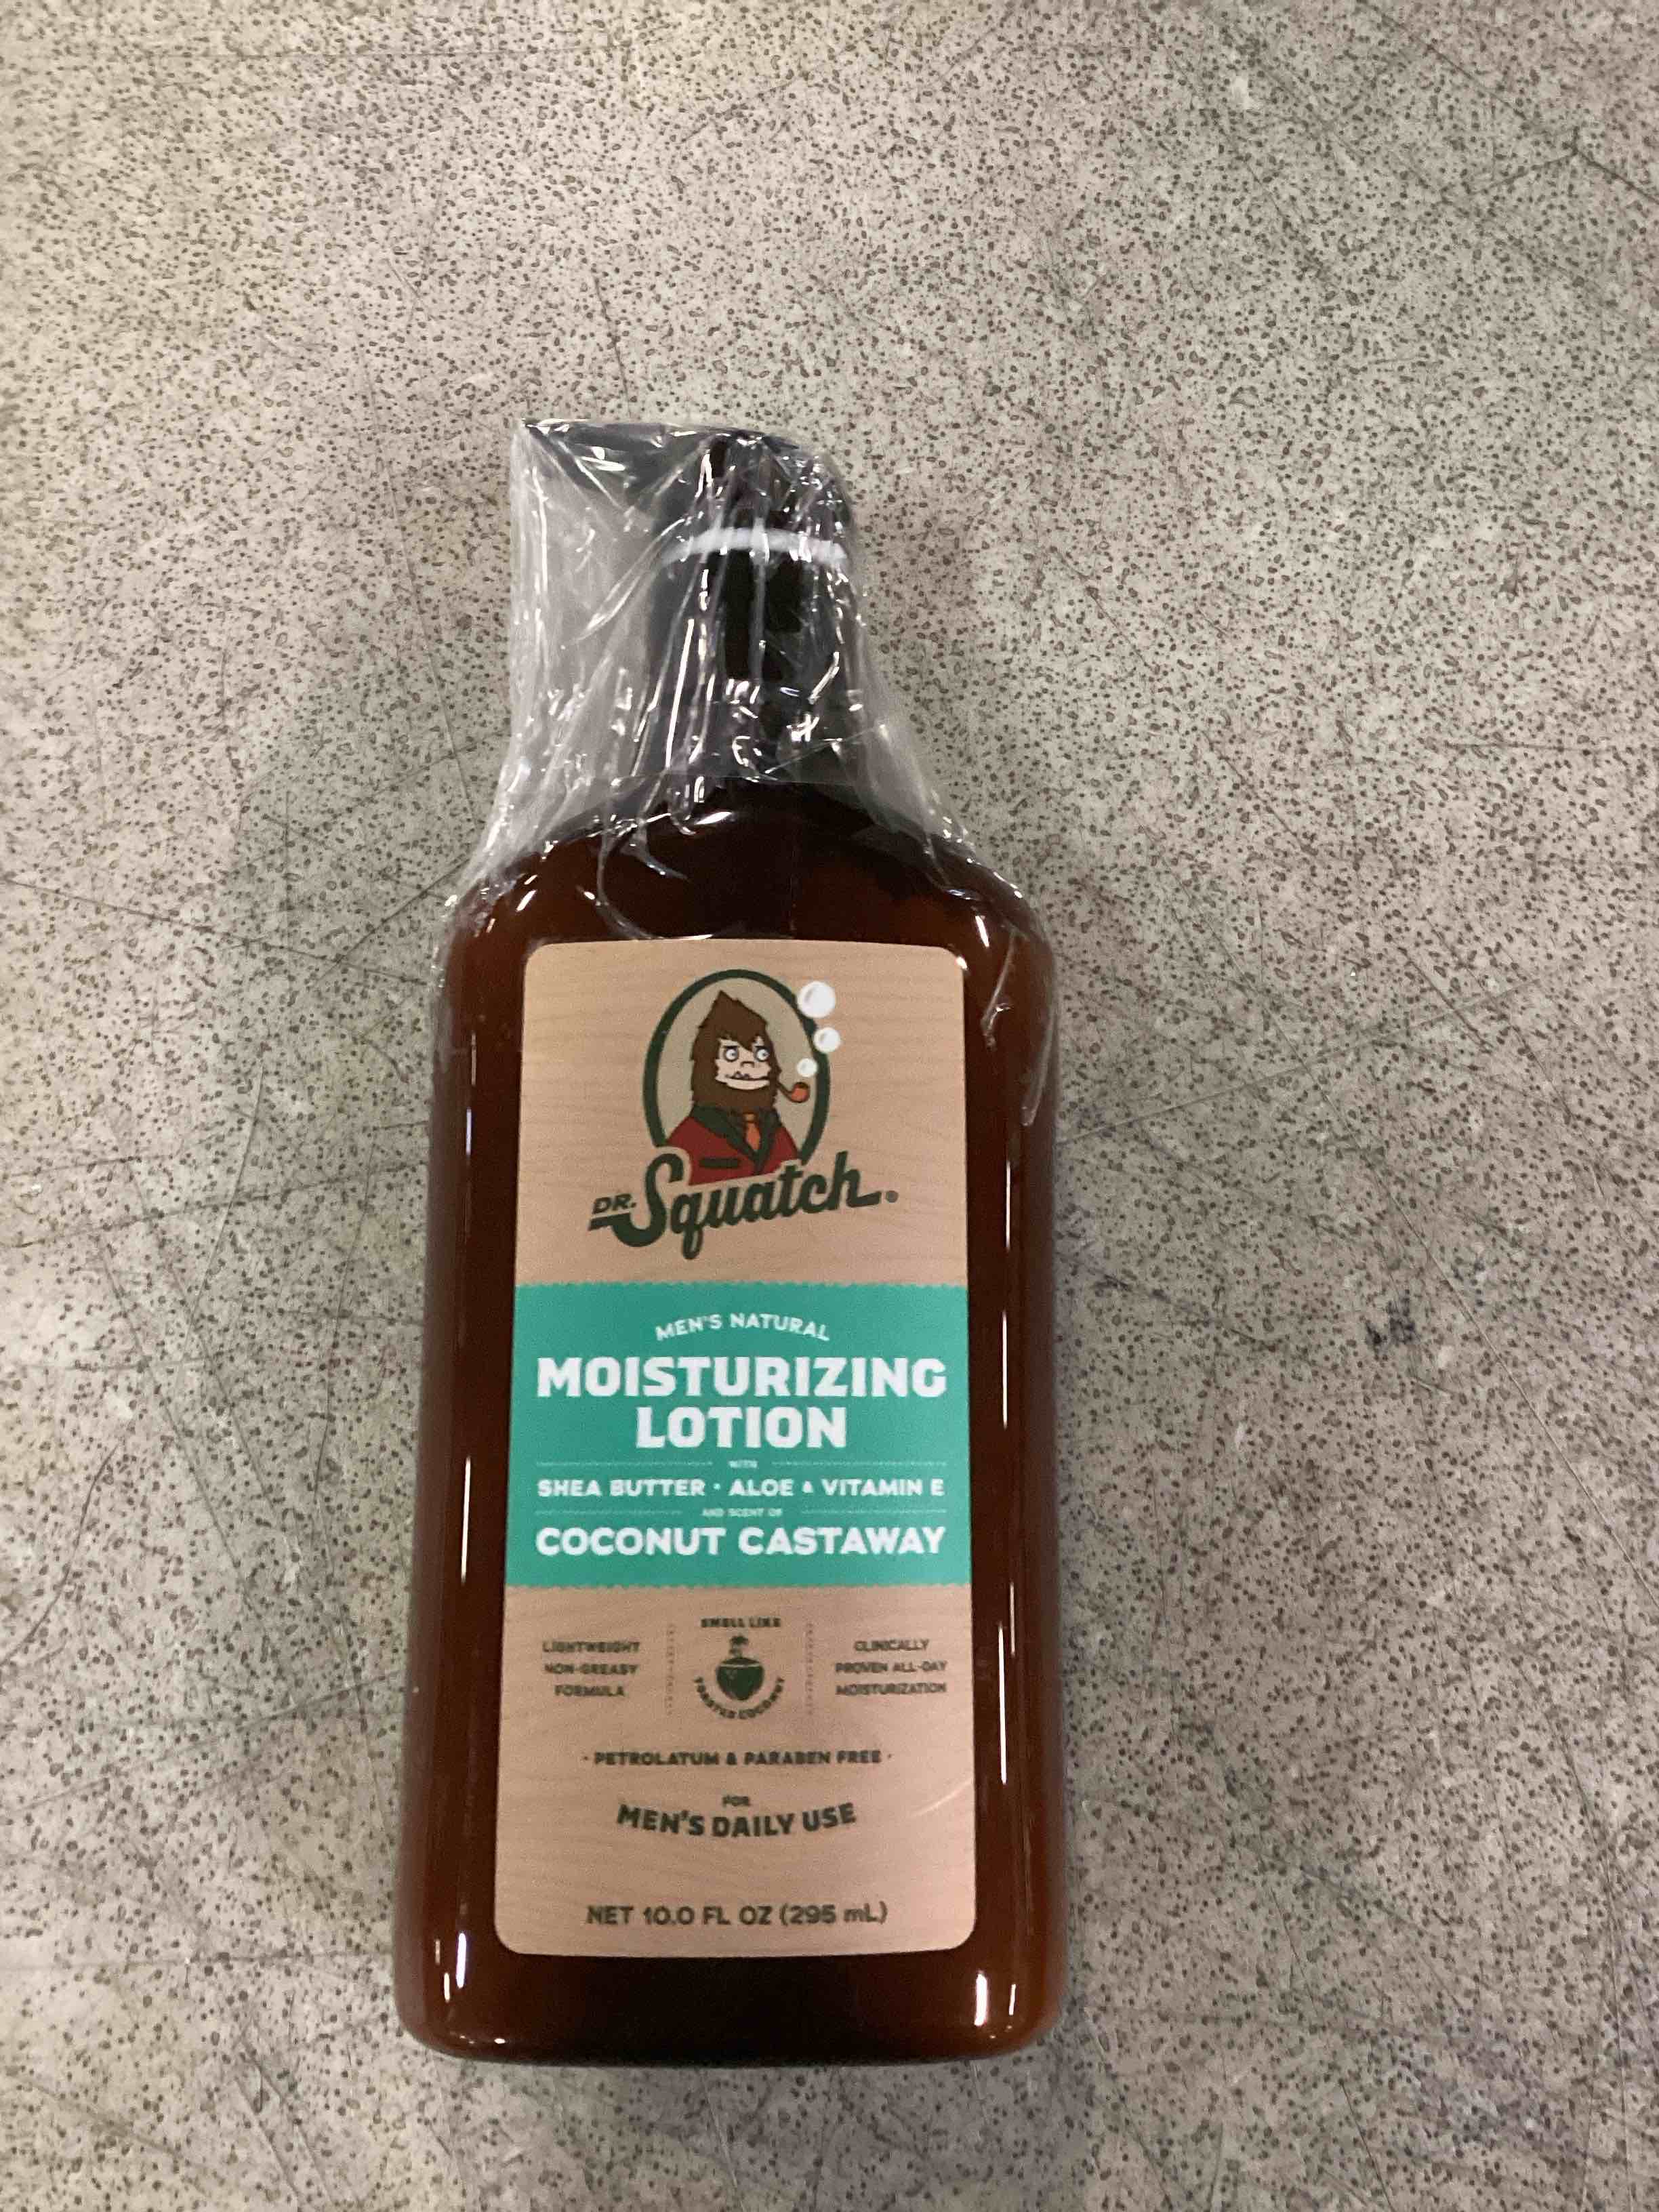 DR. Squatch®
MEN'S NATURAL
MOISTURIZING
LOTION
WITH
SHEA BUTTER • ALOE & VITAMIN E
AND SCENT OF
COCONUT CASTAWAY
LIGHTWEIGHT
NON-GREASY
FORMULA
SMELL LIKE
TOASTED COCONUT
CLINICALLY
PROVEN ALL-DAY
MOISTURIZATION
• PETROLATUM & PARABEN FREE •
FOR
MEN'S DAILY USE
NET 10.0 FL OZ (295 mL)